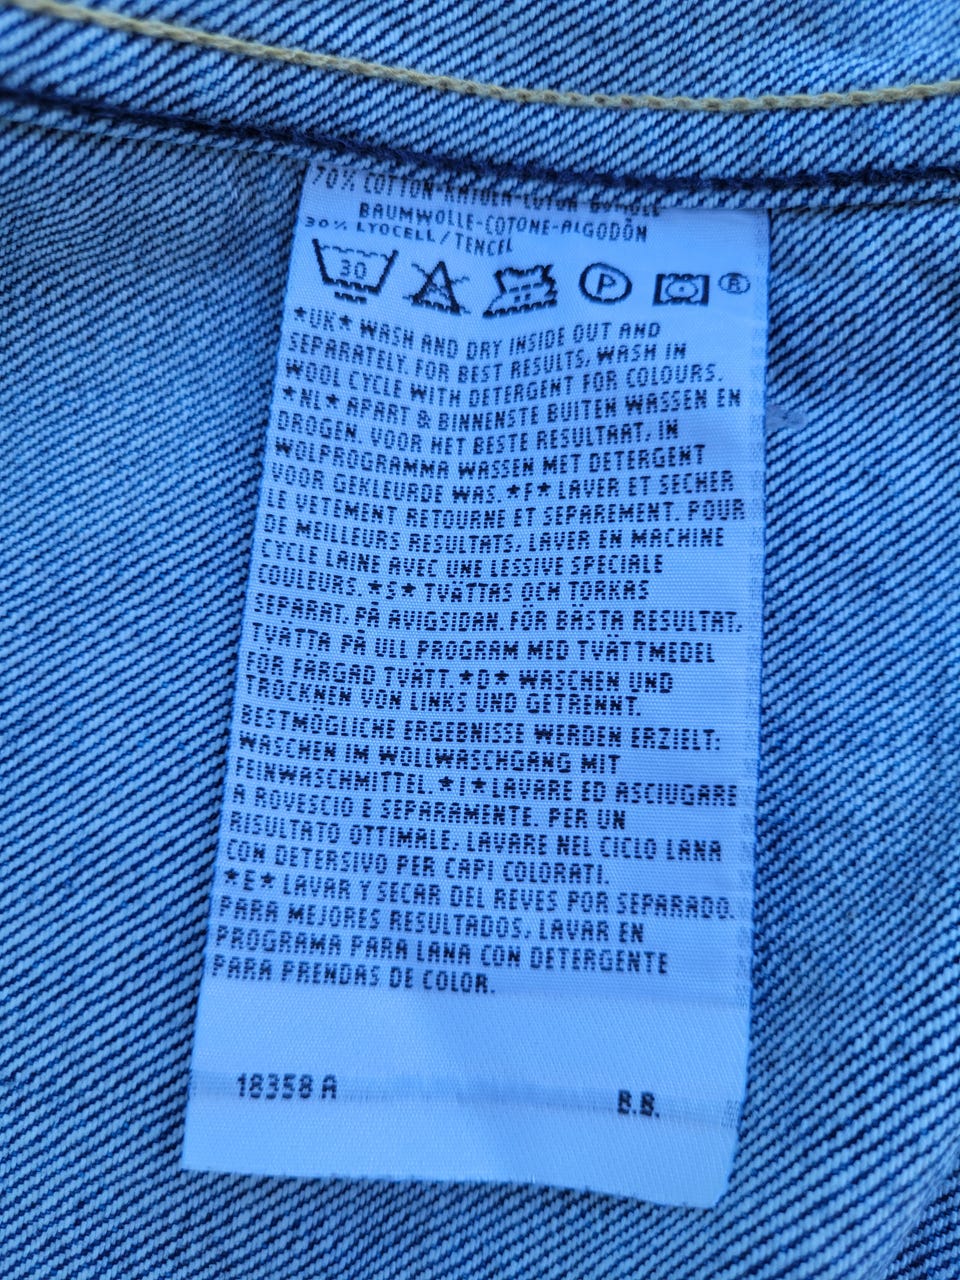 70% COTTON-KATOEN-COTON
BAUMWOLLE-COTONE-ALGODÓN
30% LYOCELL/TENCEL
30 P ®
*UK* WASH AND DRY INSIDE OUT AND
SEPARATELY. FOR BEST RESULTS, WASH IN
WOOL CYCLE WITH DETERGENT FOR COLOURS.
*NL* APART & BINNENSTE BUITEN WASSEN EN
DROGEN. VOOR HET BESTE RESULTAAT, IN
WOLPROGRAMMA WASSEN MET DETERGENT
VOOR GEKLEURDE WAS. *F* LAVER ET SECHER
LE VETEMENT RETOURNE ET SEPAREMENT. POUR
DE MEILLEURS RESULTATS, LAVER EN MACHINE
CYCLE LAINE AVEC UNE LESSIVE SPECIALE
COULEURS. *S* TVÄTTAS OCH TORKAS
SEPARAT, PÅ AVIGSIDAN. FÖR BÄSTA RESULTAT,
TVÄTTA PÅ ULL PROGRAM MED TVÄTTMEDEL
FÖR FÄRGAD TVÄTT. *D* WASCHEN UND
TROCKNEN VON LINKS UND GETRENNT.
BESTMÖGLICHE ERGEBNISSE WERDEN ERZIELT:
WASCHEN IM WOLLWASCHGANG MIT
FEINWASCHMITTEL. *I* LAVARE ED ASCIUGARE
A ROVESCIO E SEPARAMENTE. PER UN
RISULTATO OTTIMALE, LAVARE NEL CICLO LANA
CON DETERSIVO PER CAPI COLORATI.
*E* LAVAR Y SECAR DEL REVES POR SEPARADO.
PARA MEJORES RESULTADOS, LAVAR EN
PROGRAMA PARA LANA CON DETERGENTE
PARA PRENDAS DE COLOR.
18358 A B.B.